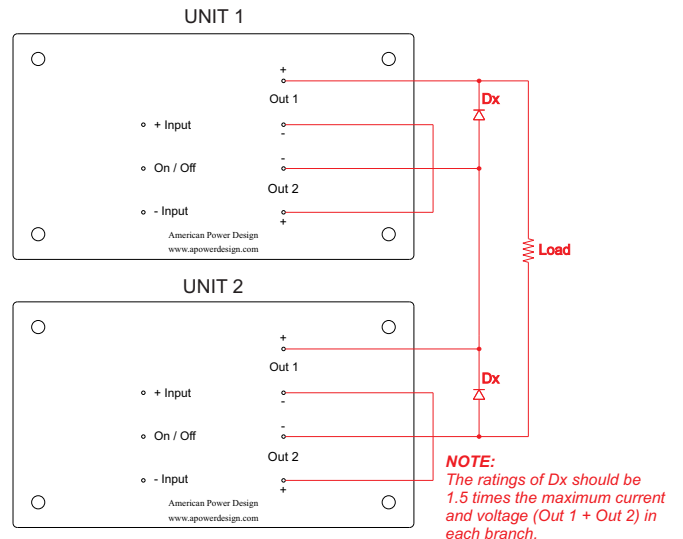 UNIT 1
+
Out 1
Dx
+ Input
-
On / Off
-
Out 2
- Input
+
American Power Design
www.apowerdesign.com
Load
UNIT 2
+
Out 1
Dx
+ Input
-
On / Off
-
Out 2
- Input
+
American Power Design
www.apowerdesign.com
NOTE:
The ratings of Dx should be
1.5 times the maximum current
and voltage (Out 1 + Out 2) in
each branch.